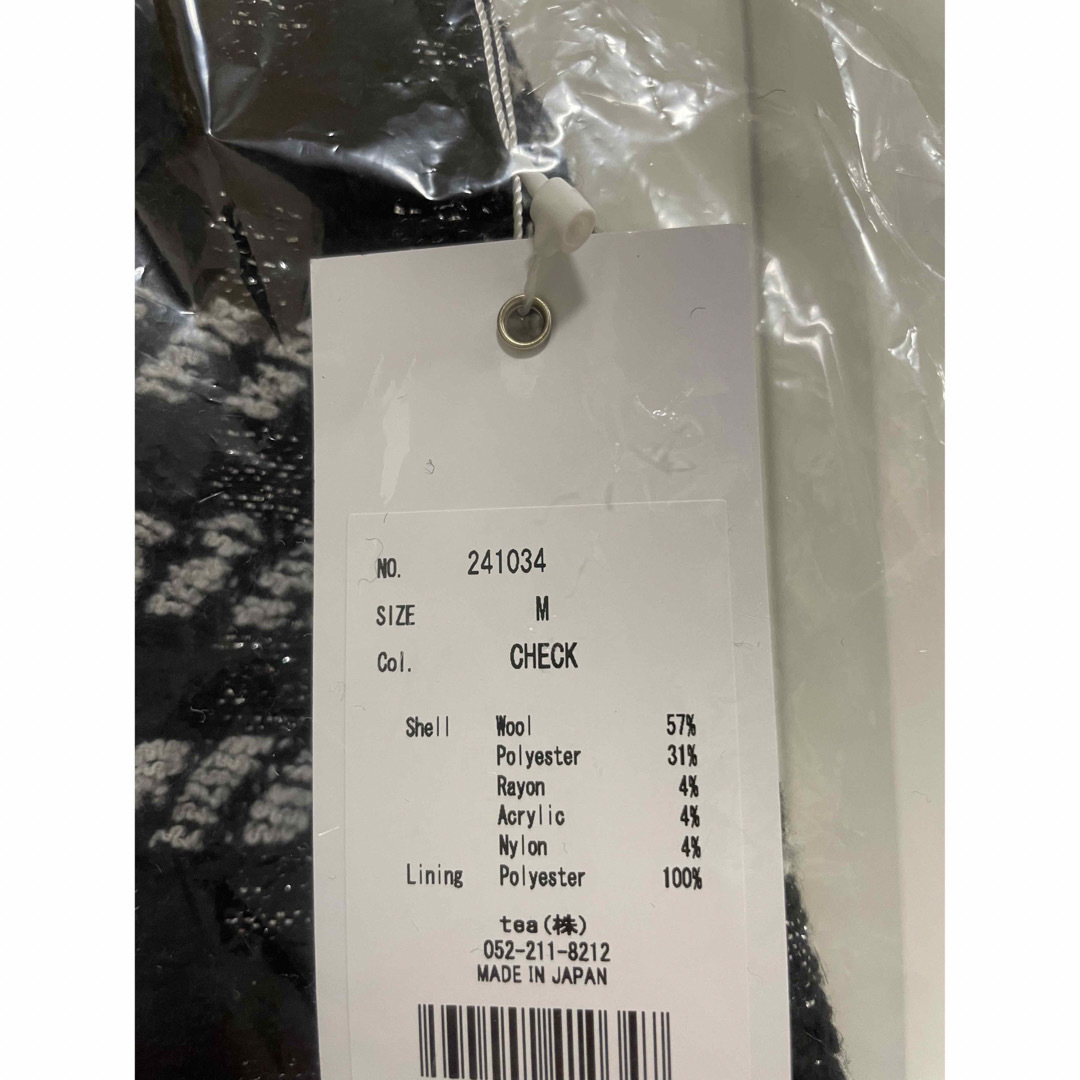 NO. 241034
SIZE M
Col. CHECK
Shell Wool 57%
Polyester 31%
Rayon 4%
Acrylic 4%
Nylon 4%
Lining Polyester 100%
tea(株)
052-211-8212
MADE IN JAPAN